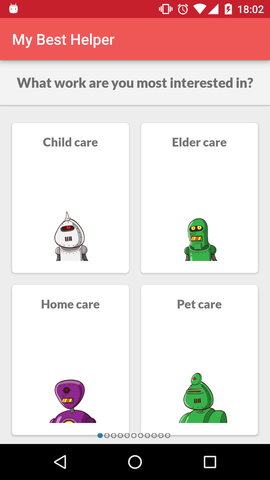 18:02
My Best Helper
What work are you most interested in?
Child care
Elder care
Home care
Pet care